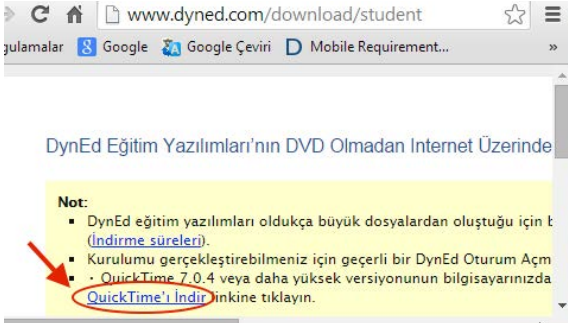 www.dyned.com/download/student
gulamalar Google Google Çeviri Mobile Requirement... »
DynEd Eğitim Yazılımları'nın DVD Olmadan Internet Üzerinde
Not:
DynEd eğitim yazılımları oldukça büyük dosyalardan oluştuğu için b
(İndirme süreleri).
Kurulumu gerçekleştirebilmeniz için geçerli bir DynEd Oturum Açm
· QuickTime 7.0.4 veya daha yüksek versiyonunun bilgisayarınızda
QuickTime'ı İndir linkine tıklayın.